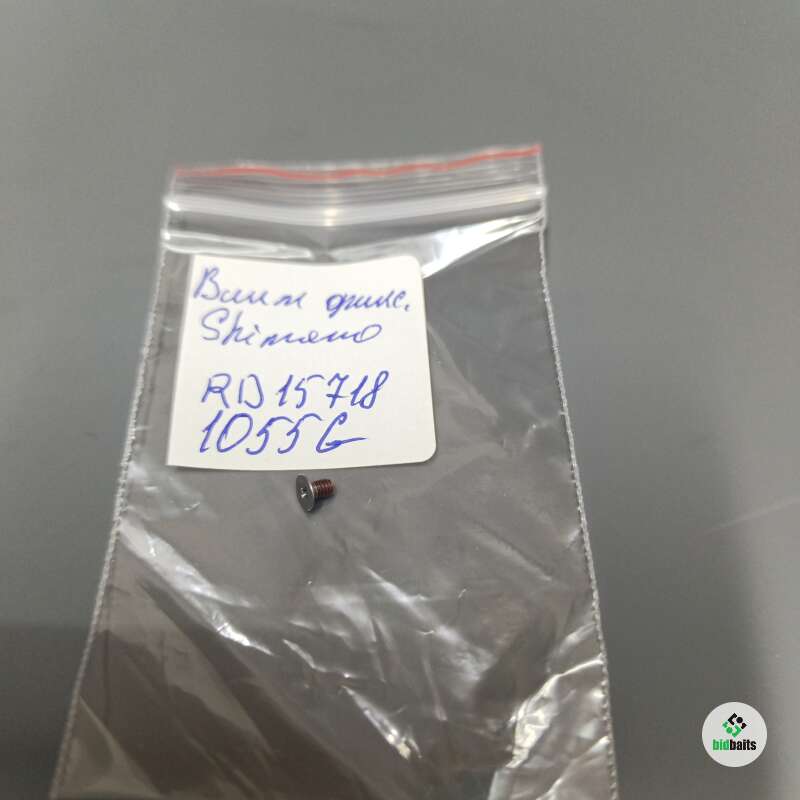 Винт фикс.
Shimano
RD15718
1055G
bidbaits